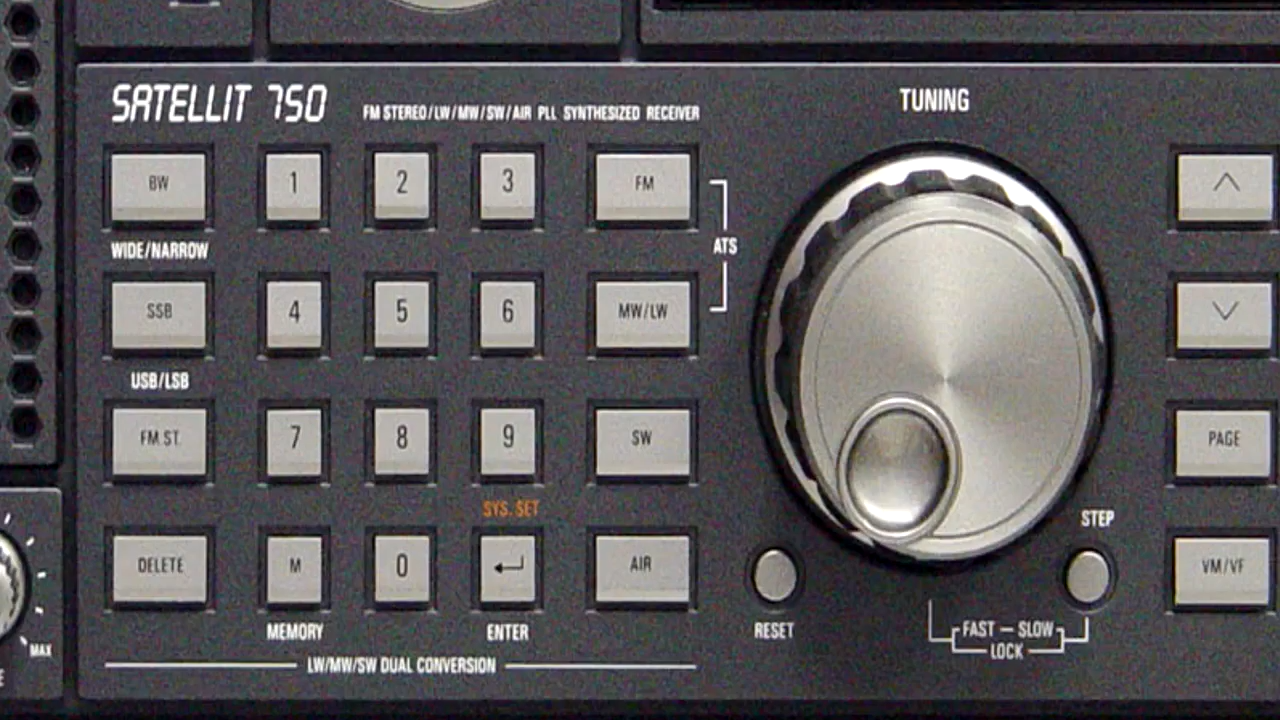 SATELLIT 750
FM STEREO/LW/MW/SW/AIR PLL SYNTHESIZED RECEIVER
TUNING
BW 1 2 3 FM
WIDE/NARROW
ATS
SSB 4 5 6 MW/LW
USB/LSB
FM ST. 7 8 9 SW PAGE
SYS. SET
STEP
DELETE M 0 AIR VM/VF
MEMORY ENTER RESET FAST – SLOW
LOCK
MAX
LW/MW/SW DUAL CONVERSION